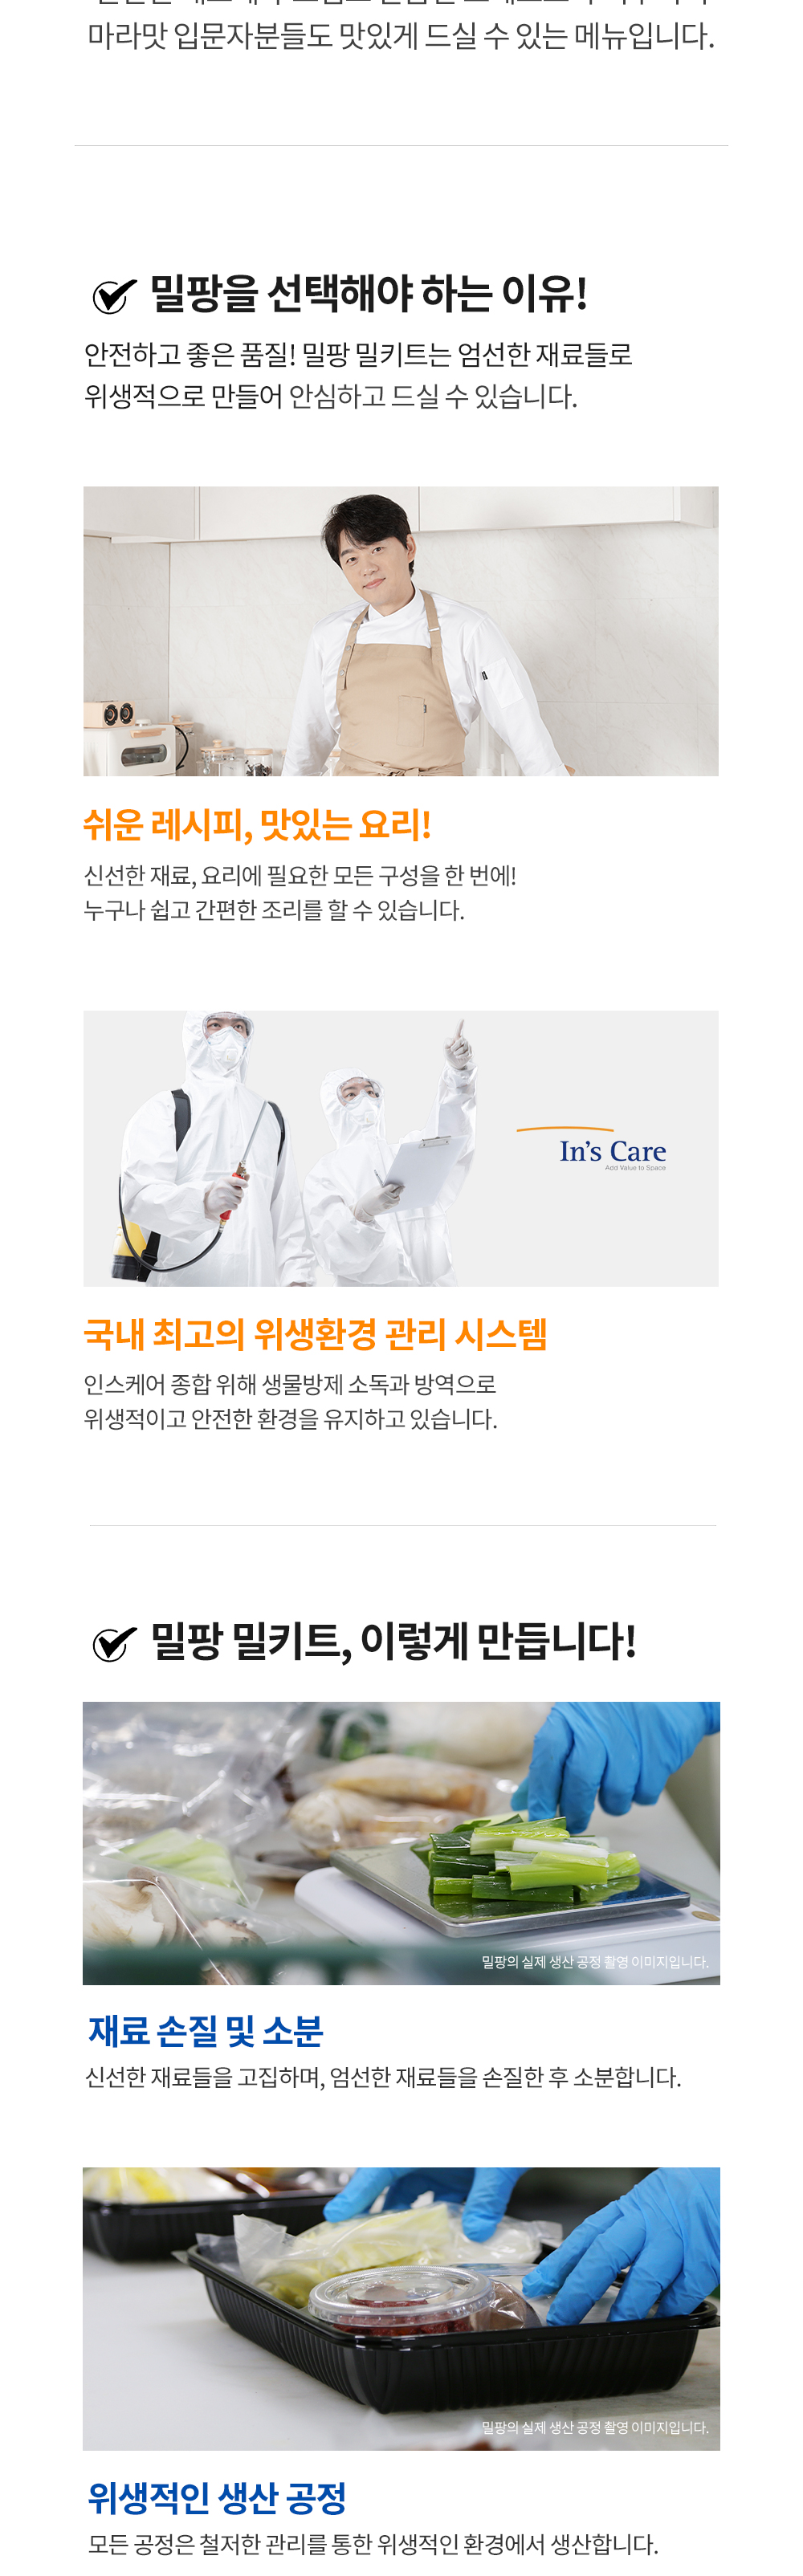 마라맛 입문자분들도 맛있게 드실 수 있는 메뉴입니다.
밀팡을 선택해야 하는 이유!
안전하고 좋은 품질! 밀팡 밀키트는 엄선한 재료들로
위생적으로 만들어 안심하고 드실 수 있습니다.
쉬운 레시피, 맛있는 요리!
신선한 재료, 요리에 필요한 모든 구성을 한 번에!
누구나 쉽고 간편한 조리를 할 수 있습니다.
In's Care
Add Value to Space
국내 최고의 위생환경 관리 시스템
인스케어 종합 위해 생물방제 소독과 방역으로
위생적이고 안전한 환경을 유지하고 있습니다.
밀팡 밀키트, 이렇게 만듭니다!
밀팡의 실제 생산 공정 촬영 이미지입니다.
재료 손질 및 소분
신선한 재료들을 고집하며, 엄선한 재료들을 손질한 후 소분합니다.
밀팡의 실제 생산 공정 촬영 이미지입니다.
위생적인 생산 공정
모든 공정은 철저한 관리를 통한 위생적인 환경에서 생산합니다.